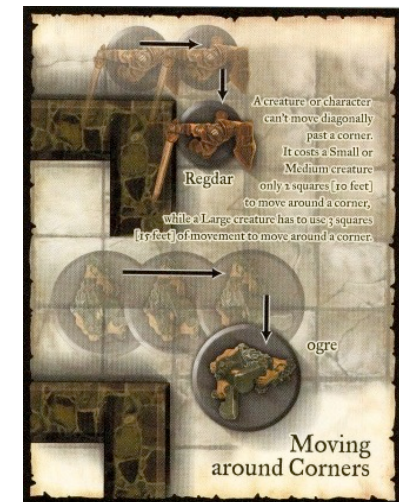 A creature or character
can't move diagonally
past a corner.
It costs a Small or
Medium creature
only 2 squares [10 feet]
to move around a corner,
while a Large creature has to use 3 squares
[15 feet] of movement to move around a corner.
Regdar
ogre
Moving
around Corners